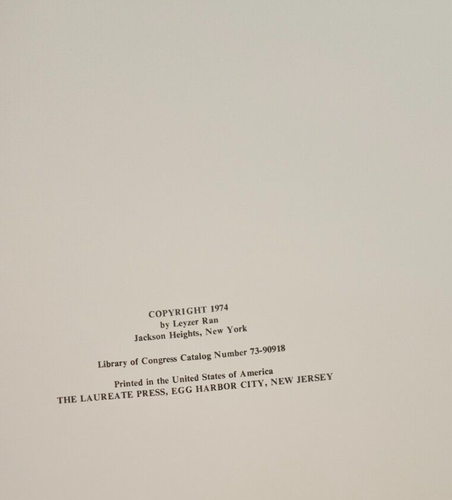 COPYRIGHT 1974
by Leyzer Ran
Jackson Heights, New York
Library of Congress Catalog Number 73-90918
Printed in the United States of America
THE LAUREATE PRESS, EGG HARBOR CITY, NEW JERSEY